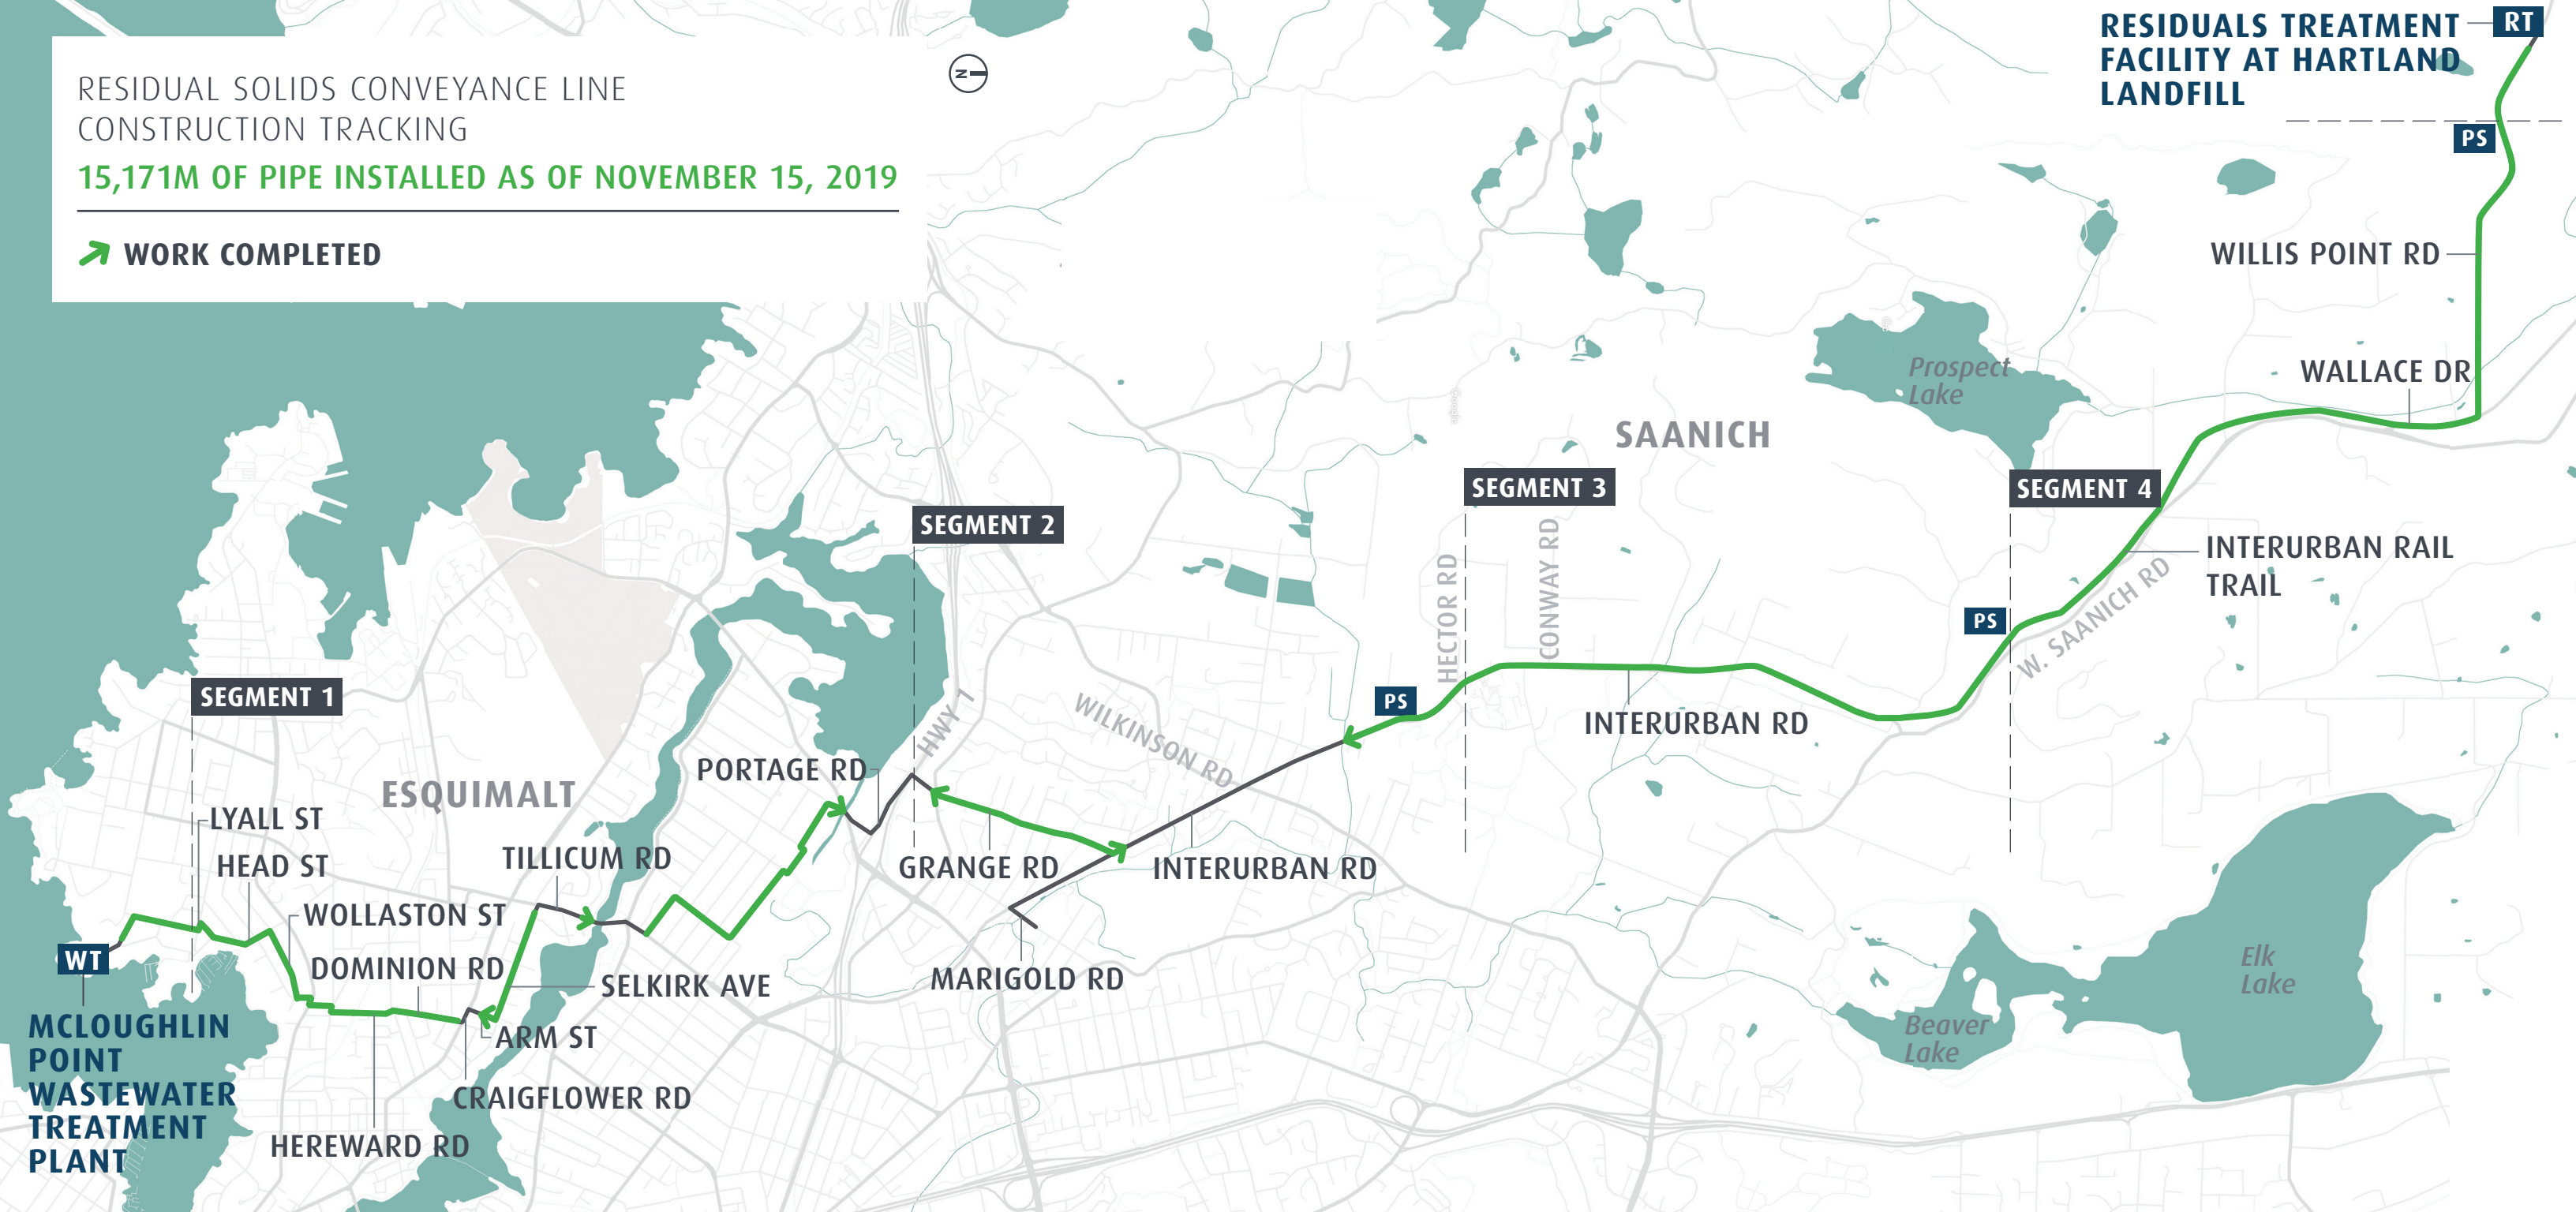 RESIDUAL SOLIDS CONVEYANCE LINE
CONSTRUCTION TRACKING
15,171M OF PIPE INSTALLED AS OF NOVEMBER 15, 2019
WORK COMPLETED
N
RESIDUALS TREATMENT
FACILITY AT HARTLAND
LANDFILL
RT
PS
WILLIS POINT RD
WALLACE DR
Prospect
Lake
SAANICH
SEGMENT 3
SEGMENT 4
SEGMENT 2
INTERURBAN RAIL
TRAIL
HECTOR RD
CONWAY RD
W. SAANICH RD
PS
SEGMENT 1
PS
HWY 1
WILKINSON RD
INTERURBAN RD
PORTAGE RD
ESQUIMALT
LYALL ST
HEAD ST
TILLICUM RD
GRANGE RD
INTERURBAN RD
WOLLASTON ST
DOMINION RD
SELKIRK AVE
MARIGOLD RD
WT
Elk
Lake
Beaver
Lake
MCLOUGHLIN
POINT
WASTEWATER
TREATMENT
PLANT
ARM ST
CRAIGFLOWER RD
HEREWARD RD